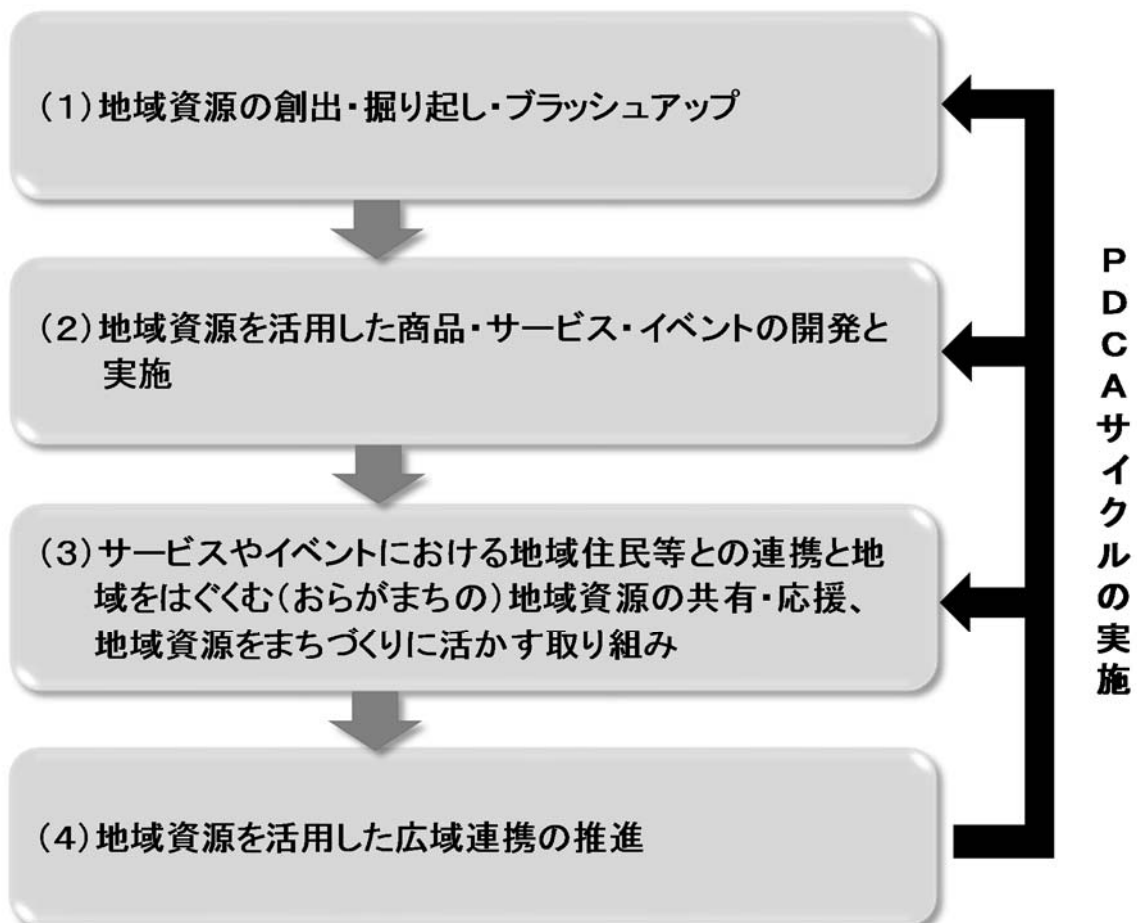 (1)地域資源の創出・掘り起し・ブラッシュアップ
(2)地域資源を活用した商品・サービス・イベントの開発と
実施
(3)サービスやイベントにおける地域住民等との連携と地
域をはぐくむ(おらがまちの)地域資源の共有・応援、
地域資源をまちづくりに活かす取り組み
(4)地域資源を活用した広域連携の推進
PDCAサイクルの実施